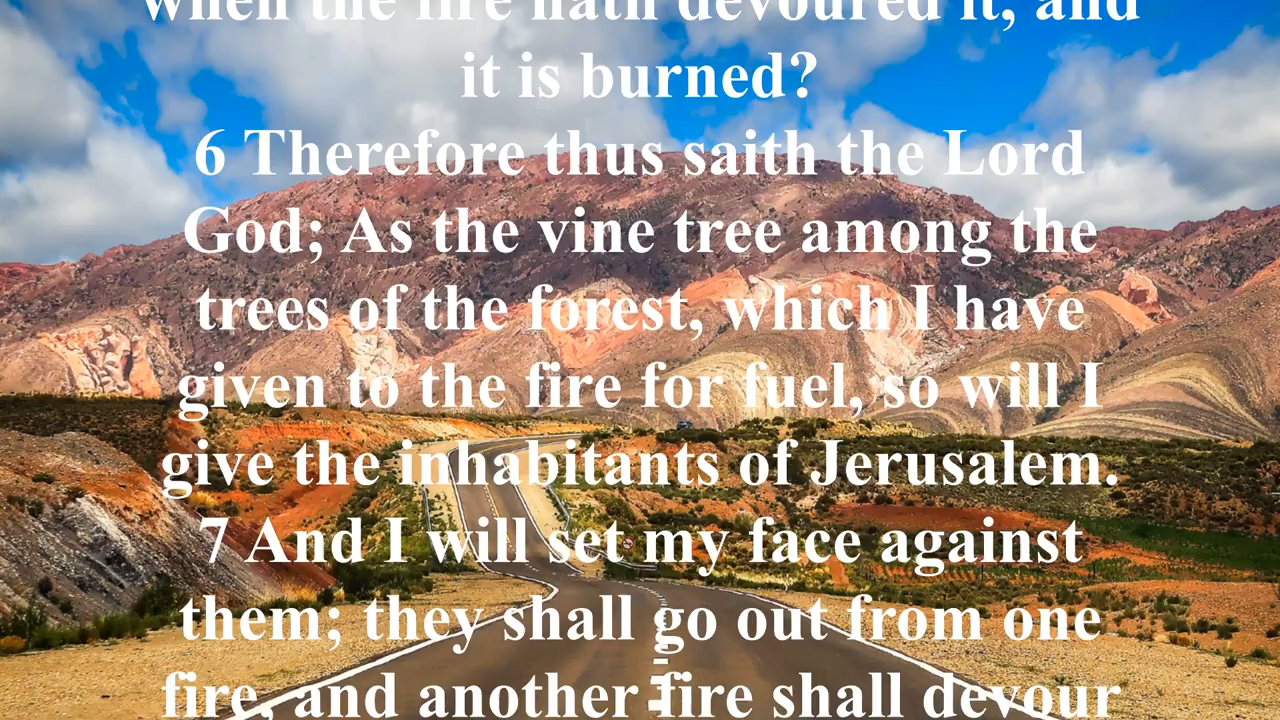 when the fire hath devoured it, and
it is burned?
6 Therefore thus saith the Lord
God; As the vine tree among the
trees of the forest, which I have
given to the fire for fuel, so will I
give the inhabitants of Jerusalem.
7 And I will set my face against
them; they shall go out from one
fire, and another fire shall devour